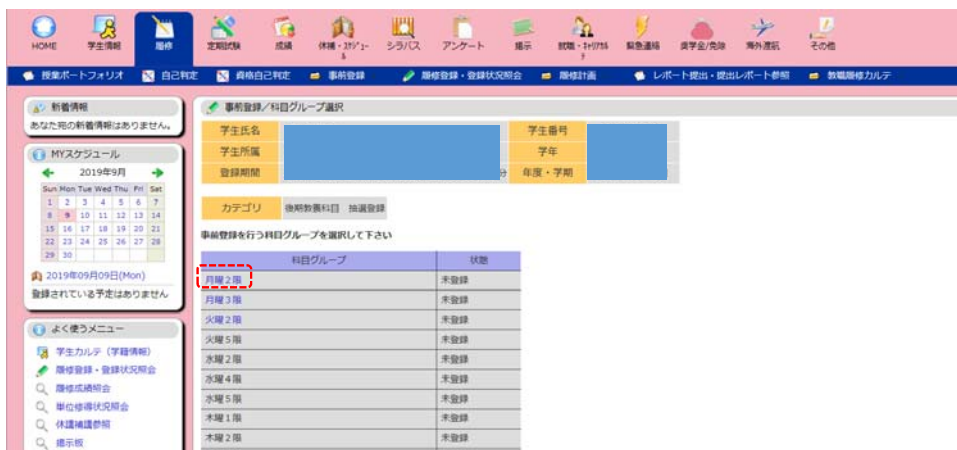 HOME 学生情報 履修 定期試験 成績 休補・ｽｹｼﾞｭｰﾙ シラバス アンケート 掲示 就職・ｷｬﾘｱｶﾙﾃ 緊急連絡 奨学金/免除 海外渡航 その他
授業ポートフォリオ 自己判定 資格自己判定 事前登録 履修登録・登録状況照会 履修計画 レポート提出・提出レポート参照 教職履修カルテ
新着情報
あなた宛の新着情報はありません。
MYスケジュール
2019年9月
Sun Mon Tue Wed Thu Fri Sat
1 2 3 4 5 6 7
8 9 10 11 12 13 14
15 16 17 18 19 20 21
22 23 24 25 26 27 28
29 30
2019年09月09日(Mon)
登録されている予定はありません
よく使うメニュー
学生カルテ（学籍情報）
履修登録・登録状況照会
履修成績照会
単位修得状況照会
休講補講参照
掲示板
事前登録／科目グループ選択
学生氏名 学生番号
学生所属 学年
登録期間 分 年度・学期
カテゴリ 後期教養科目 抽選登録
事前登録を行う科目グループを選択して下さい
科目グループ 状態
月曜２限 未登録
月曜３限 未登録
火曜２限 未登録
火曜５限 未登録
水曜２限 未登録
水曜４限 未登録
水曜５限 未登録
木曜１限 未登録
木曜２限 未登録